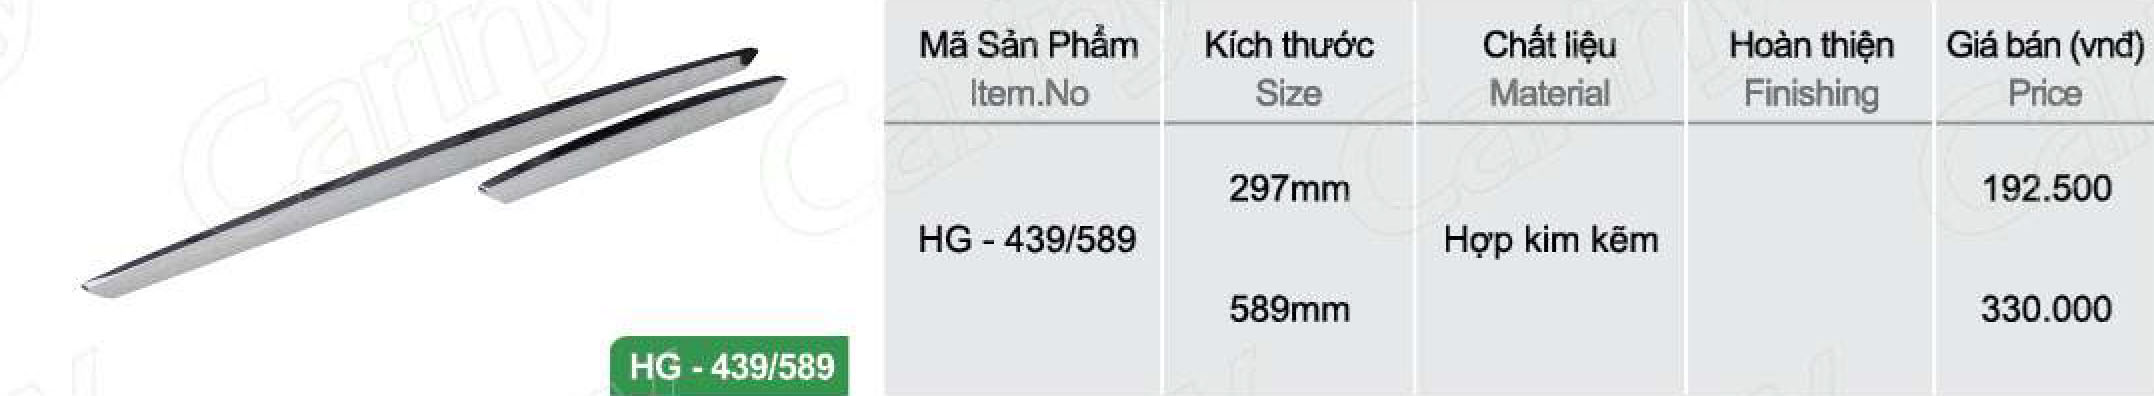 Mã Sản Phẩm Kích thước Chất liệu Hoàn thiện Giá bán (vnđ)
Item.No Size Material Finishing Price
297mm 192.500
HG - 439/589 Hợp kim kẽm
589mm 330.000
HG - 439/589
Cariny